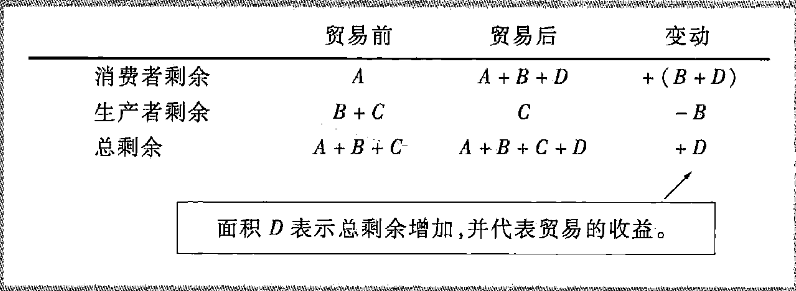 贸易前 贸易后 变动
消费者剩余 A A + B + D + ( B + D )
生产者剩余 B + C C - B
总剩余 A + B + C A + B + C + D + D
面积 D 表示总剩余增加,并代表贸易的收益。